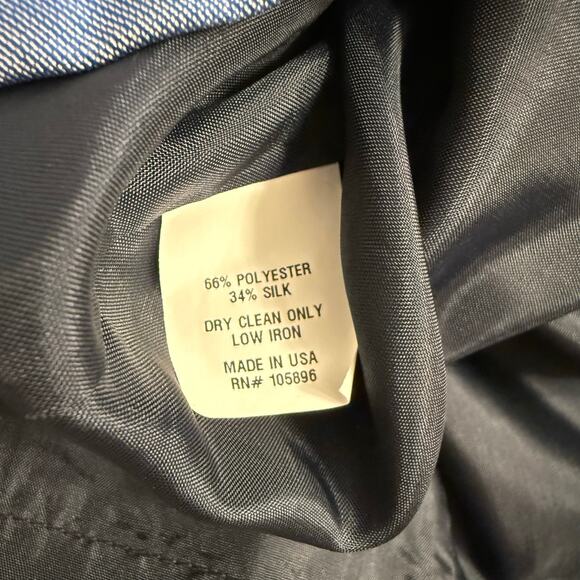 66% POLYESTER
34% SILK
DRY CLEAN ONLY
LOW IRON
MADE IN USA
RN# 105896